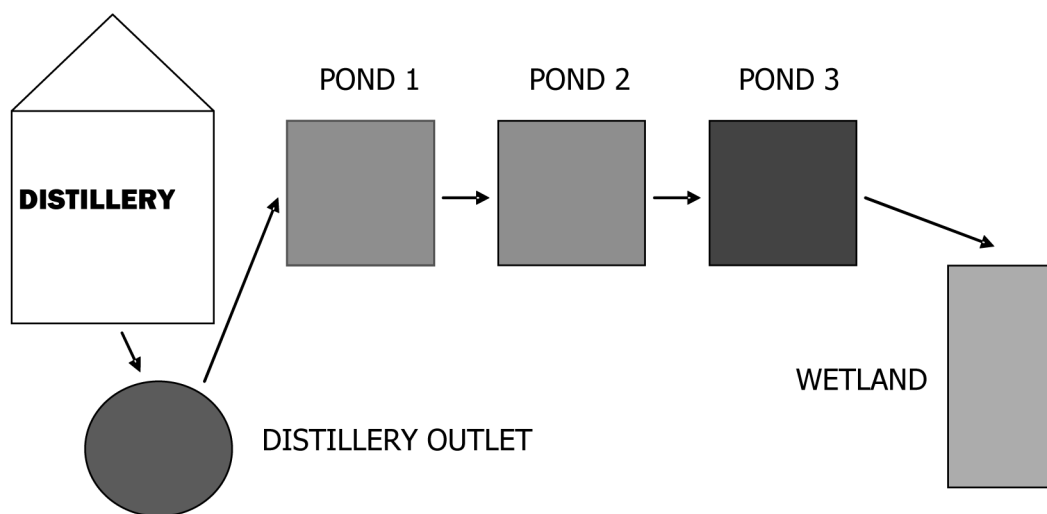 POND 1
POND 2
POND 3
DISTILLERY
WETLAND
DISTILLERY OUTLET